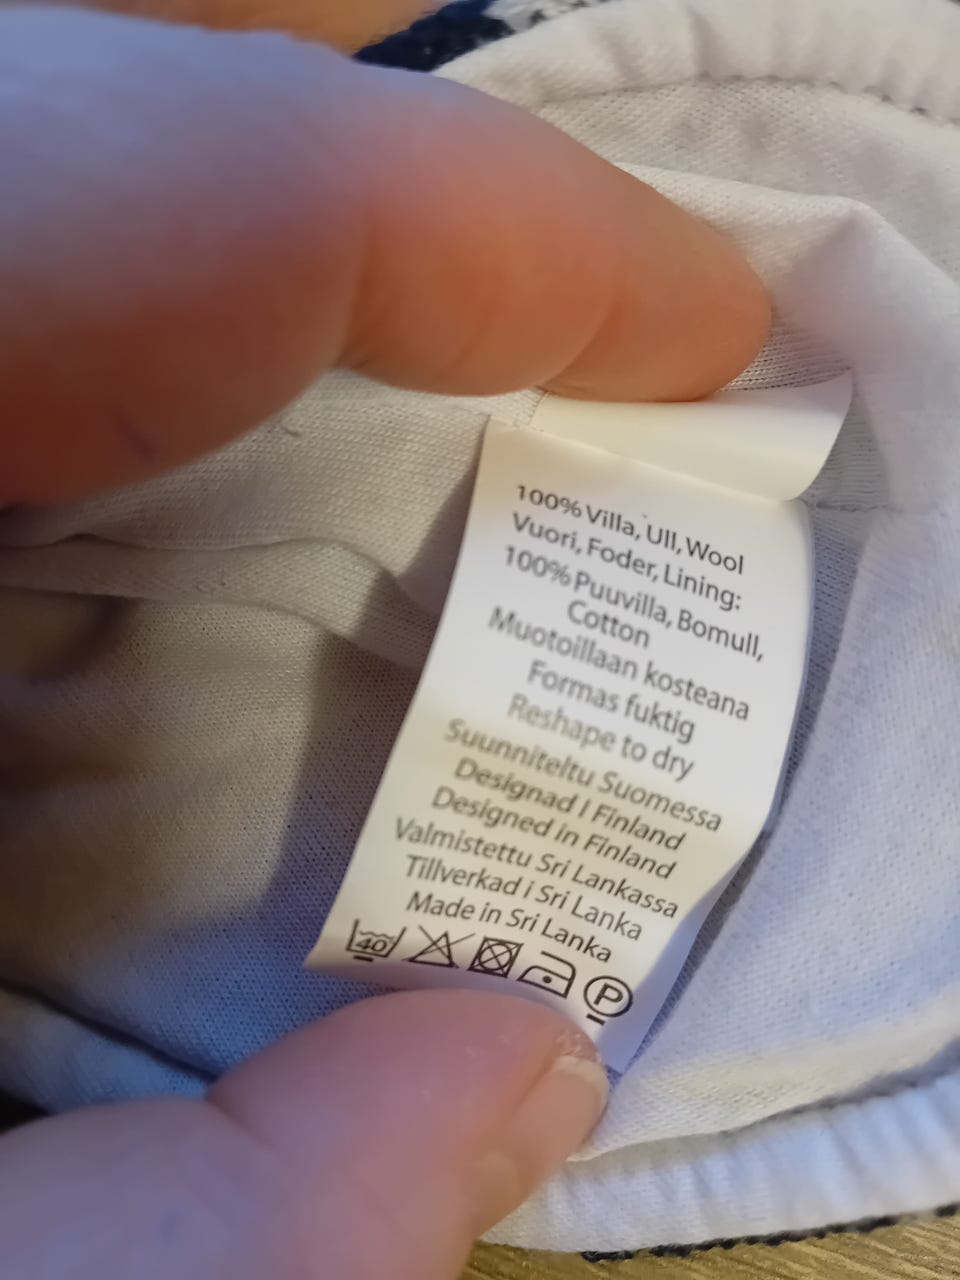 100% Villa, Ull, Wool
Vuori, Foder, Lining:
100% Puuvilla, Bomull,
Cotton
Muotoillaan kosteana
Formas fuktig
Reshape to dry
Suunniteltu Suomessa
Designad I Finland
Designed in Finland
Valmistettu Sri Lankassa
Tillverkad i Sri Lanka
Made in Sri Lanka
40 P